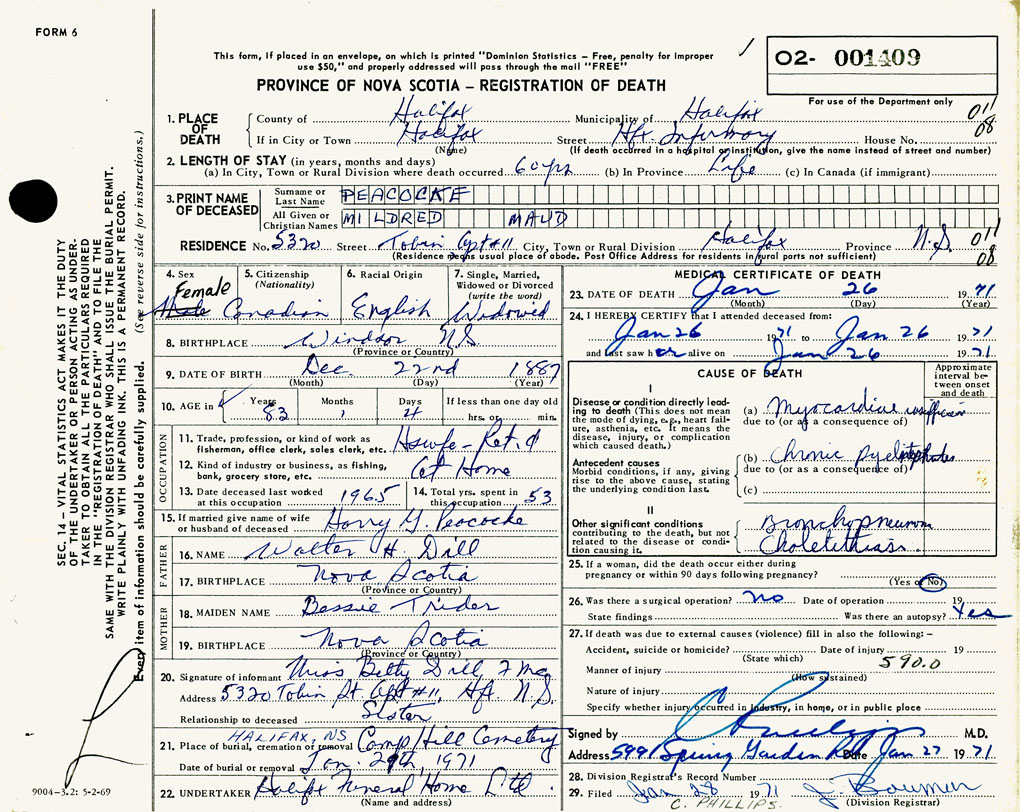 FORM 6
This form, if placed in an envelope, on which is printed "Dominion Statistics — Free, penalty for improper
use $50," and properly addressed will pass through the mail "FREE"
O2- 001409
PROVINCE OF NOVA SCOTIA — REGISTRATION OF DEATH
For use of the Department only
011
08
1. PLACE OF DEATH County of Halifax Municipality of Halifax
If in City or Town Halifax Street Hfx. Infirmary House No.
(Name) (If death occurred in a hospital or institution, give the name instead of street and number)
2. LENGTH OF STAY (in years, months and days)
(a) In City, Town or Rural Division where death occurred 60 yrs (b) In Province Life (c) In Canada (if immigrant)
3. PRINT NAME OF DECEASED Surname or Last Name PEACOCKE
All Given or Christian Names MILDRED MAUD
RESIDENCE No. 5320 Street Tobin Apt #11 City, Town or Rural Division Halifax Province N.S. 011
(Residence means usual place of abode. Post Office Address for residents in rural parts not sufficient) 08
4. Sex Female Male
5. Citizenship (Nationality) Canadian
6. Racial Origin English
7. Single, Married, Widowed or Divorced (write the word) Widowed
8. BIRTHPLACE Windsor N.S.
(Province or Country)
9. DATE OF BIRTH Dec. 22nd 1887
(Month) (Day) (Year)
10. AGE in Years 83 Months 1 Days 4 If less than one day old
hrs. or min.
OCCUPATION
11. Trade, profession, or kind of work as fisherman, office clerk, sales clerk, etc. Hswfe - Ret.d
12. Kind of industry or business, as fishing, bank, grocery store, etc. At Home
13. Date deceased last worked at this occupation 1965
14. Total yrs. spent in this occupation 53
15. If married give name of wife or husband of deceased Harry G. Peacocke
FATHER
16. NAME Walter H. Dill
17. BIRTHPLACE Nova Scotia
(Province or Country)
MOTHER
18. MAIDEN NAME Bessie Trider
19. BIRTHPLACE Nova Scotia
(Province or Country)
20. Signature of informant Miss Betty Dill
Address 5320 Tobin St. Apt #11, Hfx. N.S.
Relationship to deceased Sister
HALIFAX, NS
21. Place of burial, cremation or removal Camp Hill Cemetery
Date of burial or removal Jan. 29th, 1971
22. UNDERTAKER Halifax Funeral Home Ltd.
(Name and address)
MEDICAL CERTIFICATE OF DEATH
23. DATE OF DEATH Jan 26 1971
(Month) (Day) (Year)
24. I HEREBY CERTIFY that I attended deceased from:
Jan 26 1971 to Jan 26 1971
and last saw her alive on Jan 26 1971
CAUSE OF DEATH
Approximate interval between onset and death
I
Disease or condition directly leading to death (This does not
mean the mode of dying, e.g., heart failure, asthenia, etc. It means the
disease, injury, or complication which caused death.)
(a) Myocardial insufficien
due to (or as a consequence of)
Antecedent causes
Morbid conditions, if any, giving
rise to the above cause, stating
the underlying condition last.
(b) Chronic
due to (or as a consequence of)
(c)
II
Other significant conditions
contributing to the death, but not
related to the disease or condition causing it.
Bronchopneumonia
25. If a woman, did the death occur either during
pregnancy or within 90 days following pregnancy?
(Yes or No)
26. Was there a surgical operation? No Date of operation 19
State findings Was there an autopsy? Yes
27. If death was due to external causes (violence) fill in also the following:—
Accident, suicide or homicide? Date of injury 19
(State which) 590.0
Manner of injury
(How sustained)
Nature of injury
Specify whether injury occurred in industry, in home, or in public place
Signed by C Phillips M.D.
Address 5991 Spring Garden Rd Date Jan 27 1971
28. Division Registrar's Record Number
29. Filed Jan 28 1971 J. Bowmen
C. PHILLIPS. (Division Registrar)
SEC. 14 — VITAL STATISTICS ACT MAKES IT THE DUTY
OF THE UNDERTAKER OR PERSON ACTING AS UNDER-
TAKER TO OBTAIN ALL THE PARTICULARS REQUIRED
IN THE "REGISTRATION OF DEATH" AND TO FILE THE
SAME WITH THE DIVISION REGISTRAR WHO SHALL ISSUE THE BURIAL PERMIT.
WRITE PLAINLY WITH UNFADING INK. THIS IS A PERMANENT RECORD.
Every item of information should be carefully supplied. (See reverse side for instructions.)
9004-3.2: 5-2-69